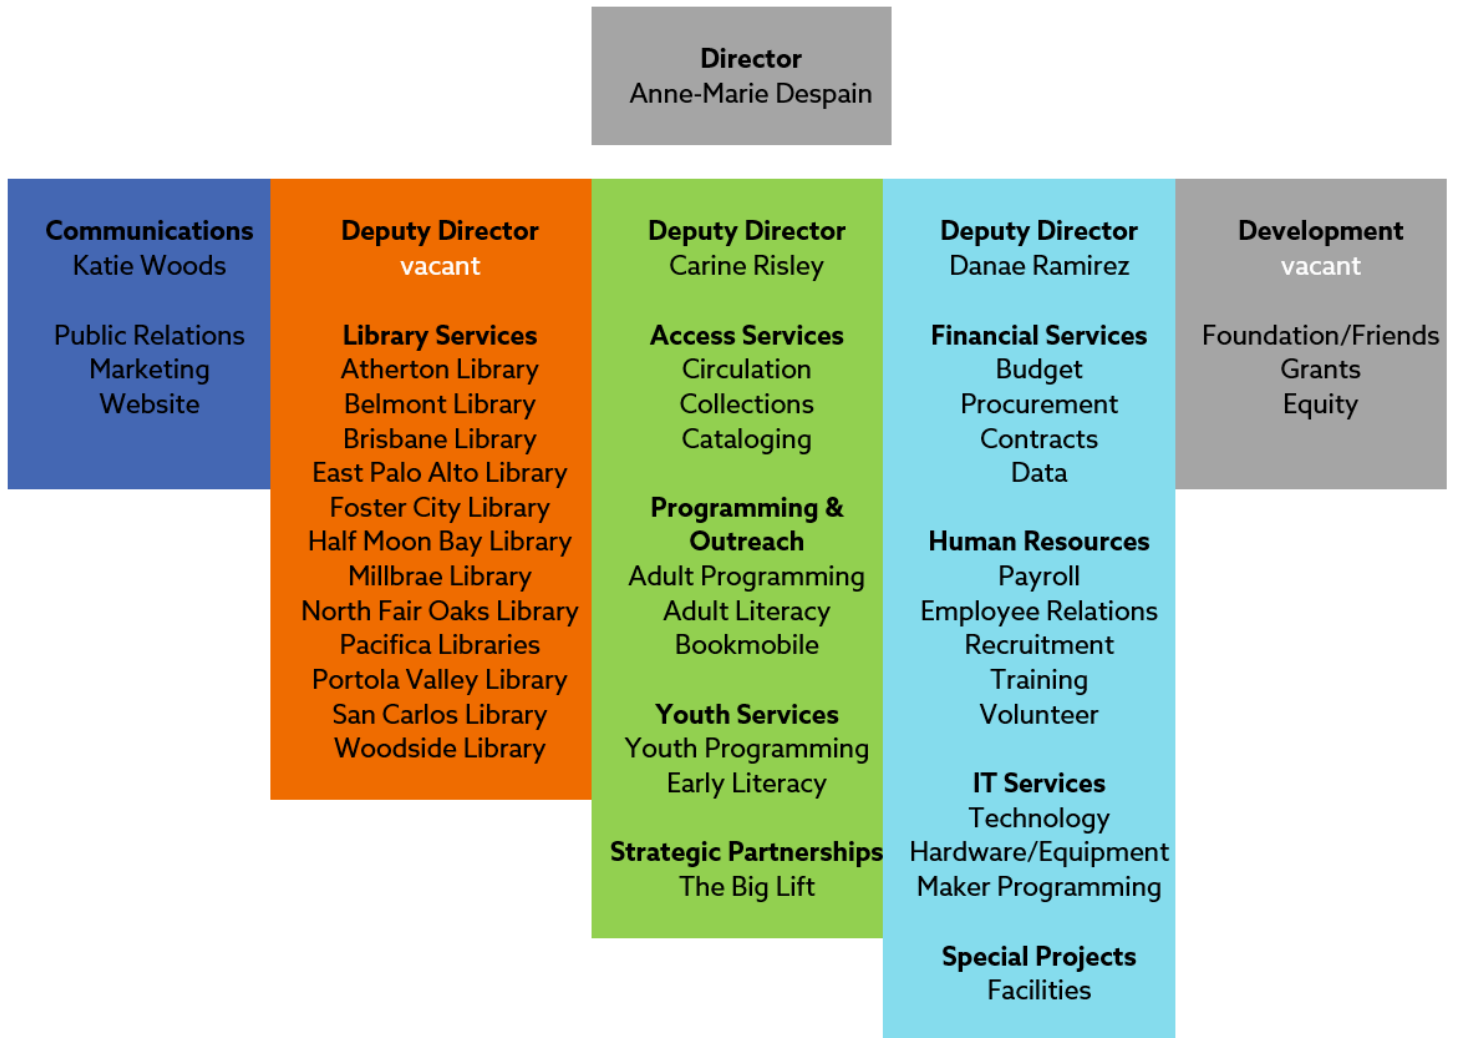 Director
Anne-Marie Despain
Communications
Katie Woods
Public Relations
Marketing
Website
Deputy Director
vacant
Library Services
Atherton Library
Belmont Library
Brisbane Library
East Palo Alto Library
Foster City Library
Half Moon Bay Library
Millbrae Library
North Fair Oaks Library
Pacifica Libraries
Portola Valley Library
San Carlos Library
Woodside Library
Deputy Director
Carine Risley
Access Services
Circulation
Collections
Cataloging
Programming &
Outreach
Adult Programming
Adult Literacy
Bookmobile
Youth Services
Youth Programming
Early Literacy
Strategic Partnerships
The Big Lift
Deputy Director
Danae Ramirez
Financial Services
Budget
Procurement
Contracts
Data
Human Resources
Payroll
Employee Relations
Recruitment
Training
Volunteer
IT Services
Technology
Hardware/Equipment
Maker Programming
Special Projects
Facilities
Development
vacant
Foundation/Friends
Grants
Equity